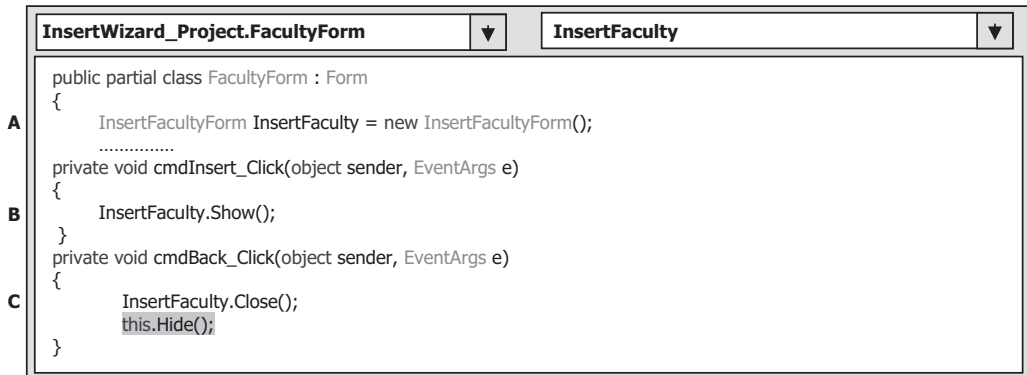 InsertWizard_Project.FacultyForm InsertFaculty
public partial class FacultyForm : Form
{
A InsertFacultyForm InsertFaculty = new InsertFacultyForm();
……………
private void cmdInsert_Click(object sender, EventArgs e)
{
B InsertFaculty.Show();
}
private void cmdBack_Click(object sender, EventArgs e)
{
C InsertFaculty.Close();
this.Hide();
}